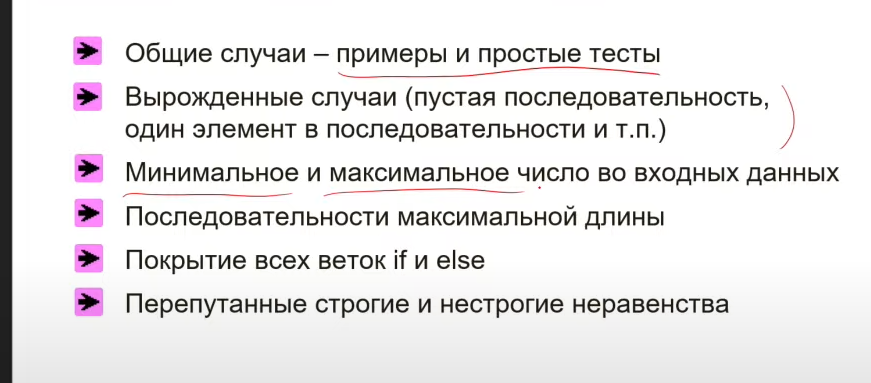 Общие случаи – примеры и простые тесты
Вырожденные случаи (пустая последовательность,
один элемент в последовательности и т.п.)
Минимальное и максимальное число во входных данных
Последовательности максимальной длины
Покрытие всех веток if и else
Перепутанные строгие и нестрогие неравенства